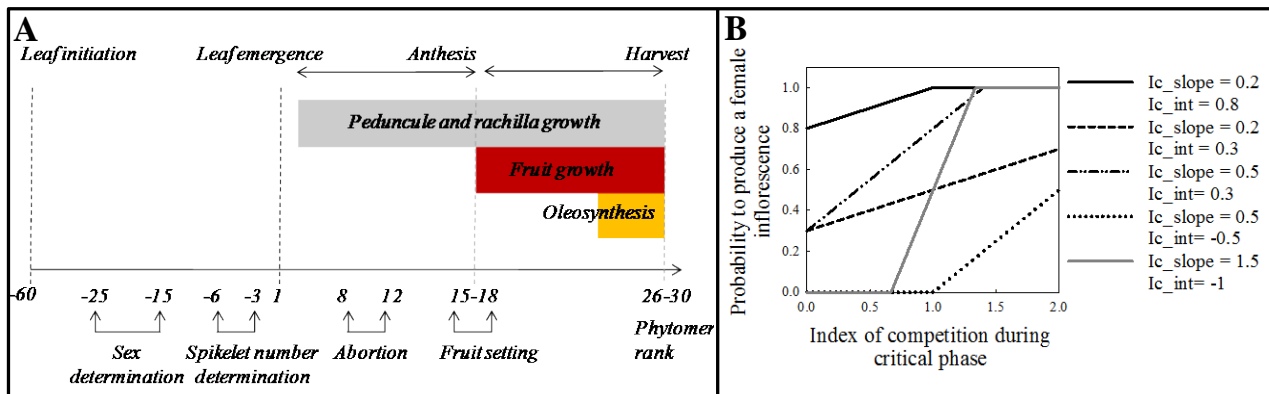 A
Leaf initiation Leaf emergence Anthesis Harvest
Peduncule and rachilla growth
Fruit growth
Oleosynthesis
-60 -25 -15 -6 -3 1 8 12 15-18 26-30
Sex determination
Spikelet number determination
Abortion
Fruit setting
Phytomer rank
B
Probability to produce a female inflorescence
1.0
0.8
0.6
0.4
0.2
0.0
0.0 0.5 1.0 1.5 2.0
Index of competition during
critical phase
Ic_slope = 0.2
Ic_int = 0.8
Ic_slope = 0.2
Ic_int = 0.3
Ic_slope = 0.5
Ic_int= 0.3
Ic_slope = 0.5
Ic_int= -0.5
Ic_slope = 1.5
Ic_int= -1